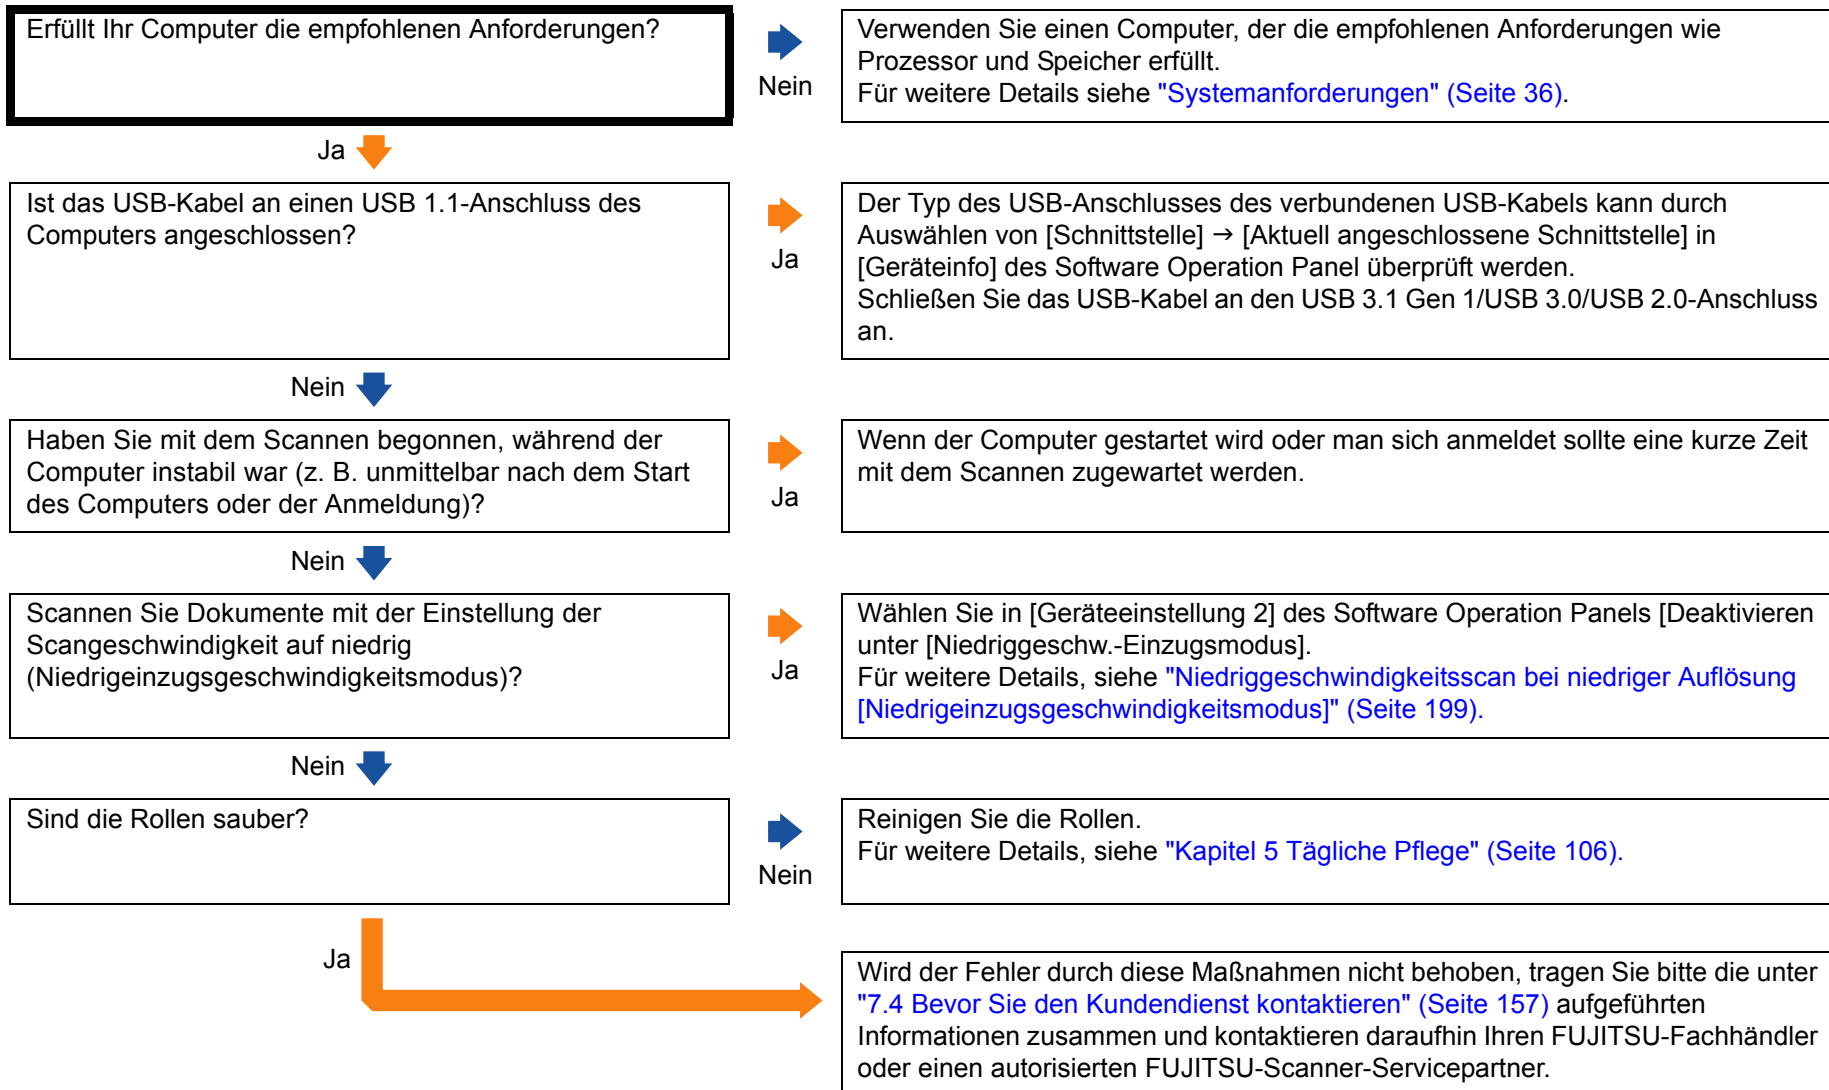 Erfüllt Ihr Computer die empfohlenen Anforderungen?
Nein
Verwenden Sie einen Computer, der die empfohlenen Anforderungen wie
Prozessor und Speicher erfüllt.
Für weitere Details siehe "Systemanforderungen" (Seite 36).
Ja
Ist das USB-Kabel an einen USB 1.1-Anschluss des
Computers angeschlossen?
Ja
Der Typ des USB-Anschlusses des verbundenen USB-Kabels kann durch
Auswählen von [Schnittstelle] → [Aktuell angeschlossene Schnittstelle] in
[Geräteinfo] des Software Operation Panel überprüft werden.
Schließen Sie das USB-Kabel an den USB 3.1 Gen 1/USB 3.0/USB 2.0-Anschluss
an.
Nein
Haben Sie mit dem Scannen begonnen, während der
Computer instabil war (z. B. unmittelbar nach dem Start
des Computers oder der Anmeldung)?
Ja
Wenn der Computer gestartet wird oder man sich anmeldet sollte eine kurze Zeit
mit dem Scannen zugewartet werden.
Nein
Scannen Sie Dokumente mit der Einstellung der
Scangeschwindigkeit auf niedrig
(Niedrigeinzugsgeschwindigkeitsmodus)?
Ja
Wählen Sie in [Geräteeinstellung 2] des Software Operation Panels [Deaktivieren
unter [Niedriggeschw.-Einzugsmodus].
Für weitere Details, siehe "Niedriggeschwindigkeitsscan bei niedriger Auflösung
[Niedrigeinzugsgeschwindigkeitsmodus]" (Seite 199).
Nein
Sind die Rollen sauber?
Nein
Reinigen Sie die Rollen.
Für weitere Details, siehe "Kapitel 5 Tägliche Pflege" (Seite 106).
Ja
Wird der Fehler durch diese Maßnahmen nicht behoben, tragen Sie bitte die unter
"7.4 Bevor Sie den Kundendienst kontaktieren" (Seite 157) aufgeführten
Informationen zusammen und kontaktieren daraufhin Ihren FUJITSU-Fachhändler
oder einen autorisierten FUJITSU-Scanner-Servicepartner.